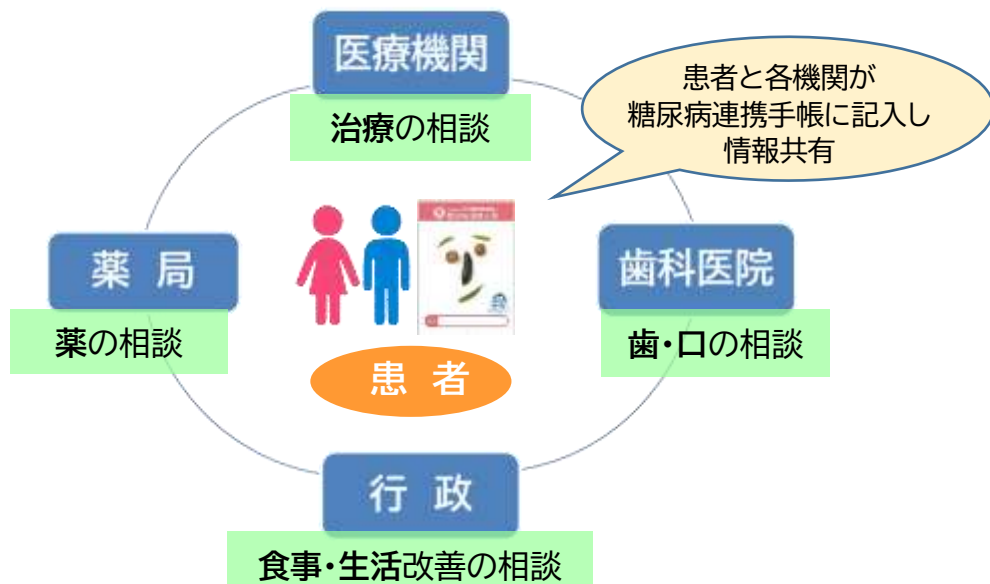 医療機関
治療の相談
患者と各機関が
糖尿病連携手帳に記入し
情報共有
薬 局
薬の相談
歯科医院
歯・口の相談
患 者
行 政
食事・生活改善の相談